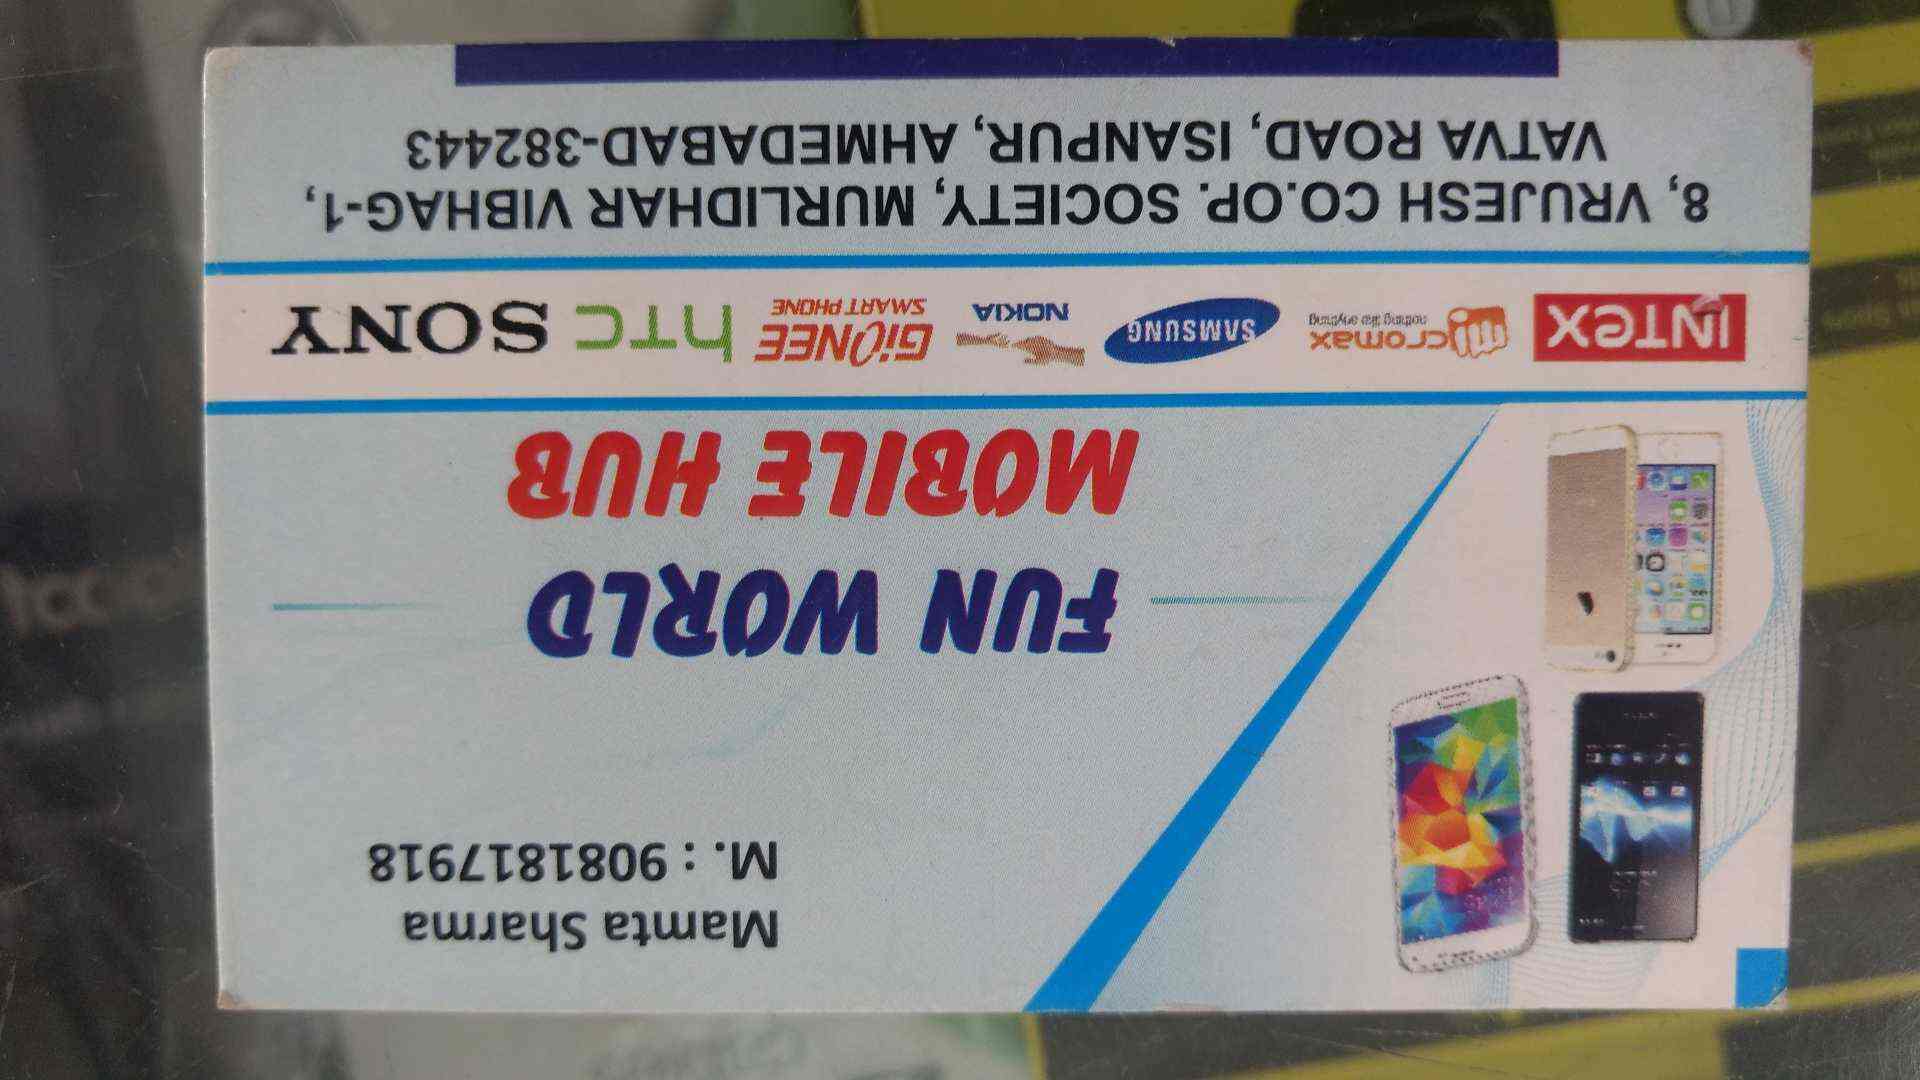 Mamta Sharma
M. : 9081817918
FUN WORLD
MOBILE HUB
INTEX
micromax
nothing like anything
SAMSUNG
NOKIA
GiONEE
SMART PHONE
hTC
SONY
8, VRUJESH CO.OP. SOCIETY, MURLIDHAR VIBHAG-1,
VATVA ROAD, ISANPUR, AHMEDABAD-382443